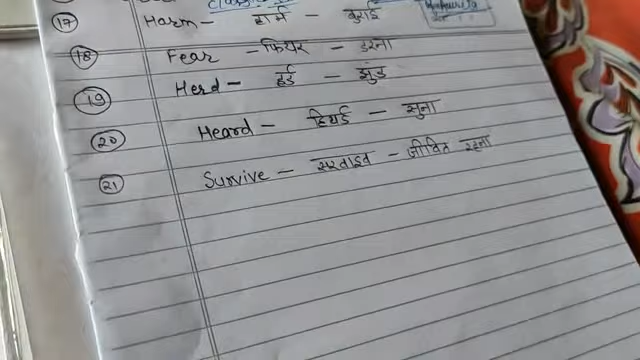 17 Harm - हार्म - बुराई
18 Fear - फियर - डरना
19 Herd - हर्ड - झुंड
20 Heard - हियर्ड - सुना
21 Survive - सरवाइव - जीवित रहना